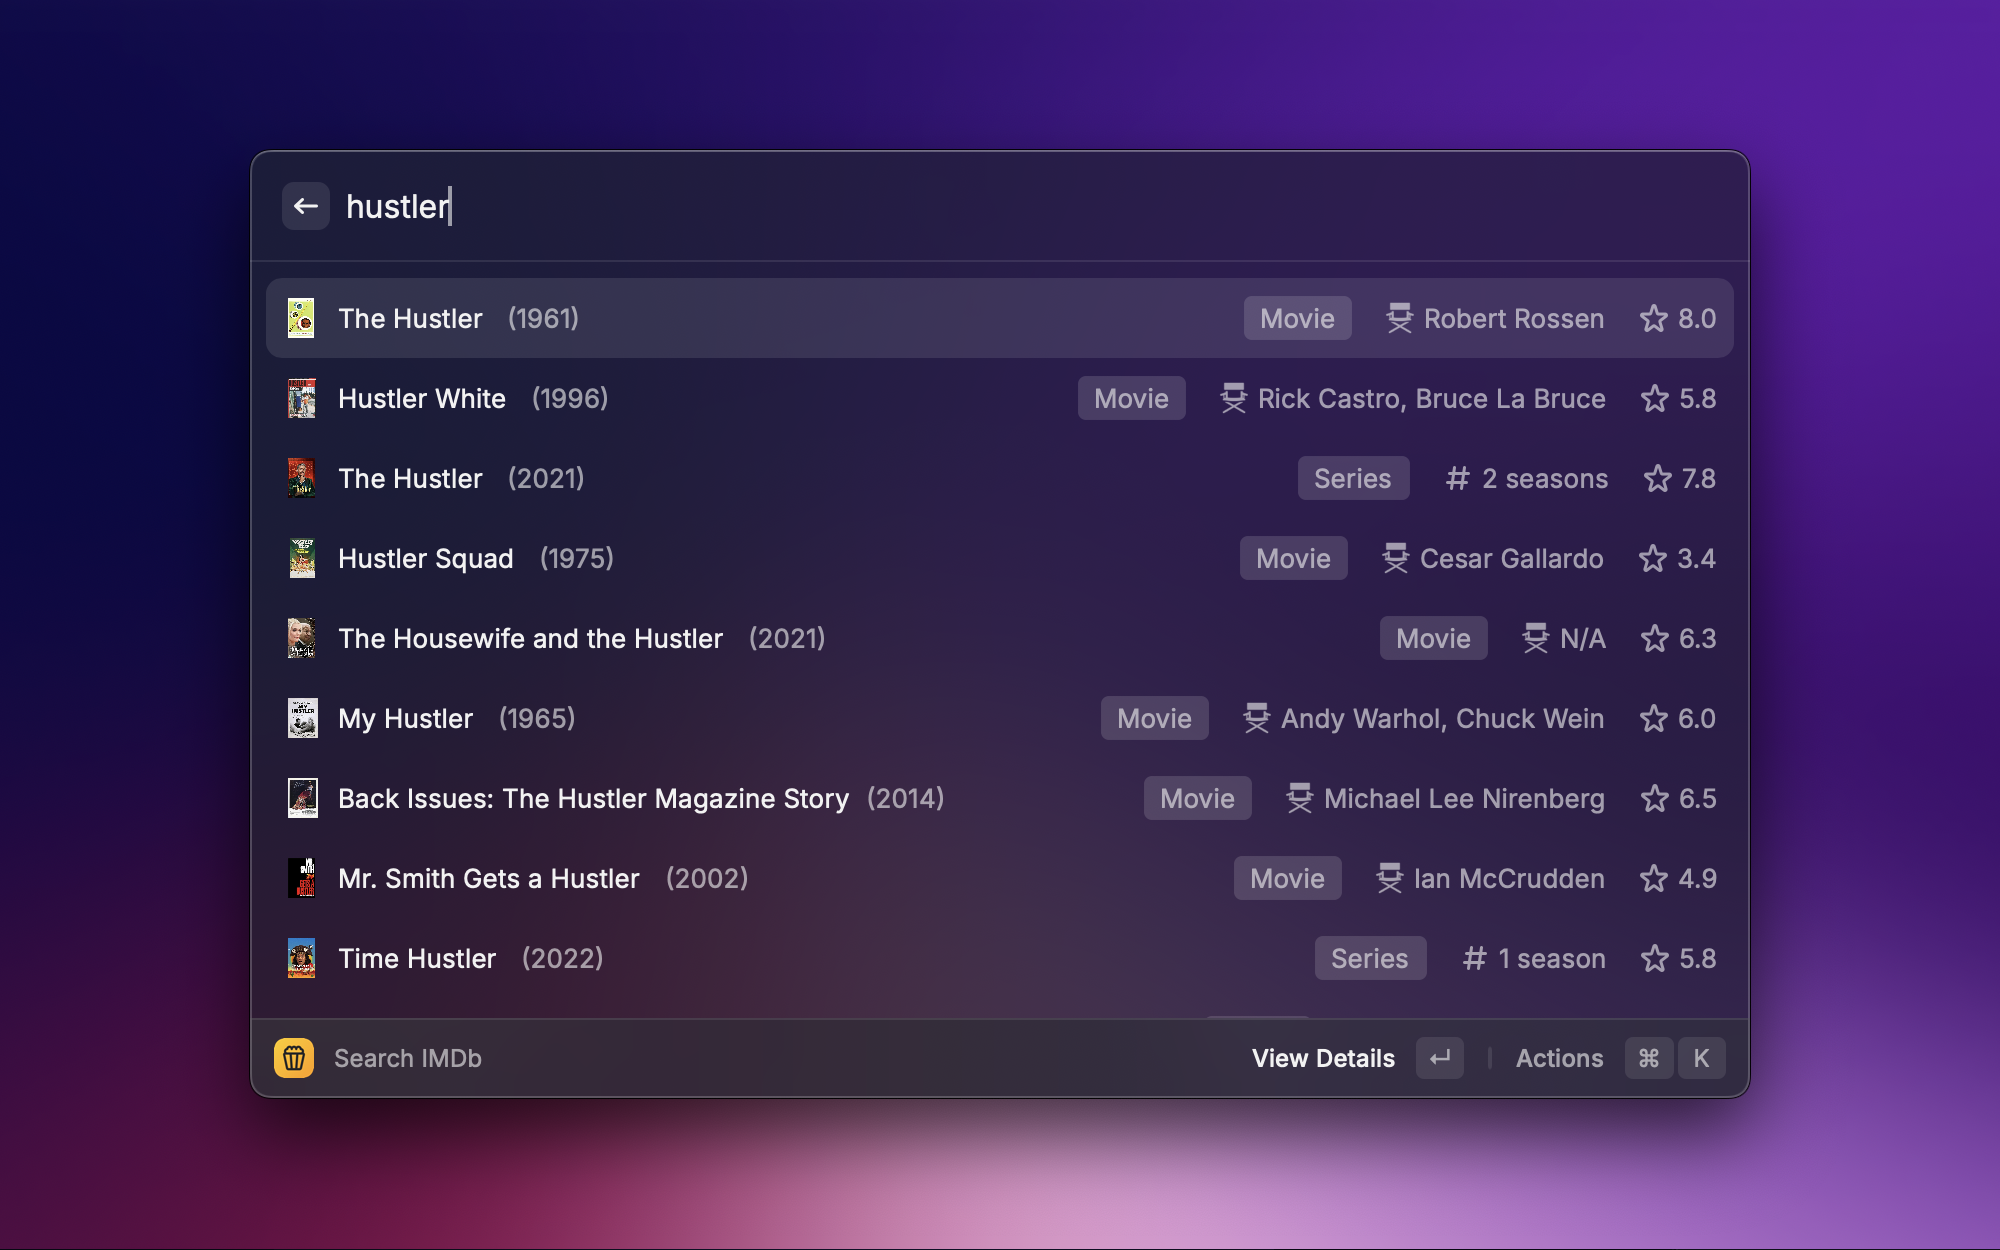 hustler
The Hustler (1961) Movie Robert Rossen 8.0
Hustler White (1996) Movie Rick Castro, Bruce La Bruce 5.8
The Hustler (2021) Series # 2 seasons 7.8
Hustler Squad (1975) Movie Cesar Gallardo 3.4
The Housewife and the Hustler (2021) Movie N/A 6.3
My Hustler (1965) Movie Andy Warhol, Chuck Wein 6.0
Back Issues: The Hustler Magazine Story (2014) Movie Michael Lee Nirenberg 6.5
Mr. Smith Gets a Hustler (2002) Movie Ian McCrudden 4.9
Time Hustler (2022) Series # 1 season 5.8
Search IMDb View Details ↵ Actions ⌘ K